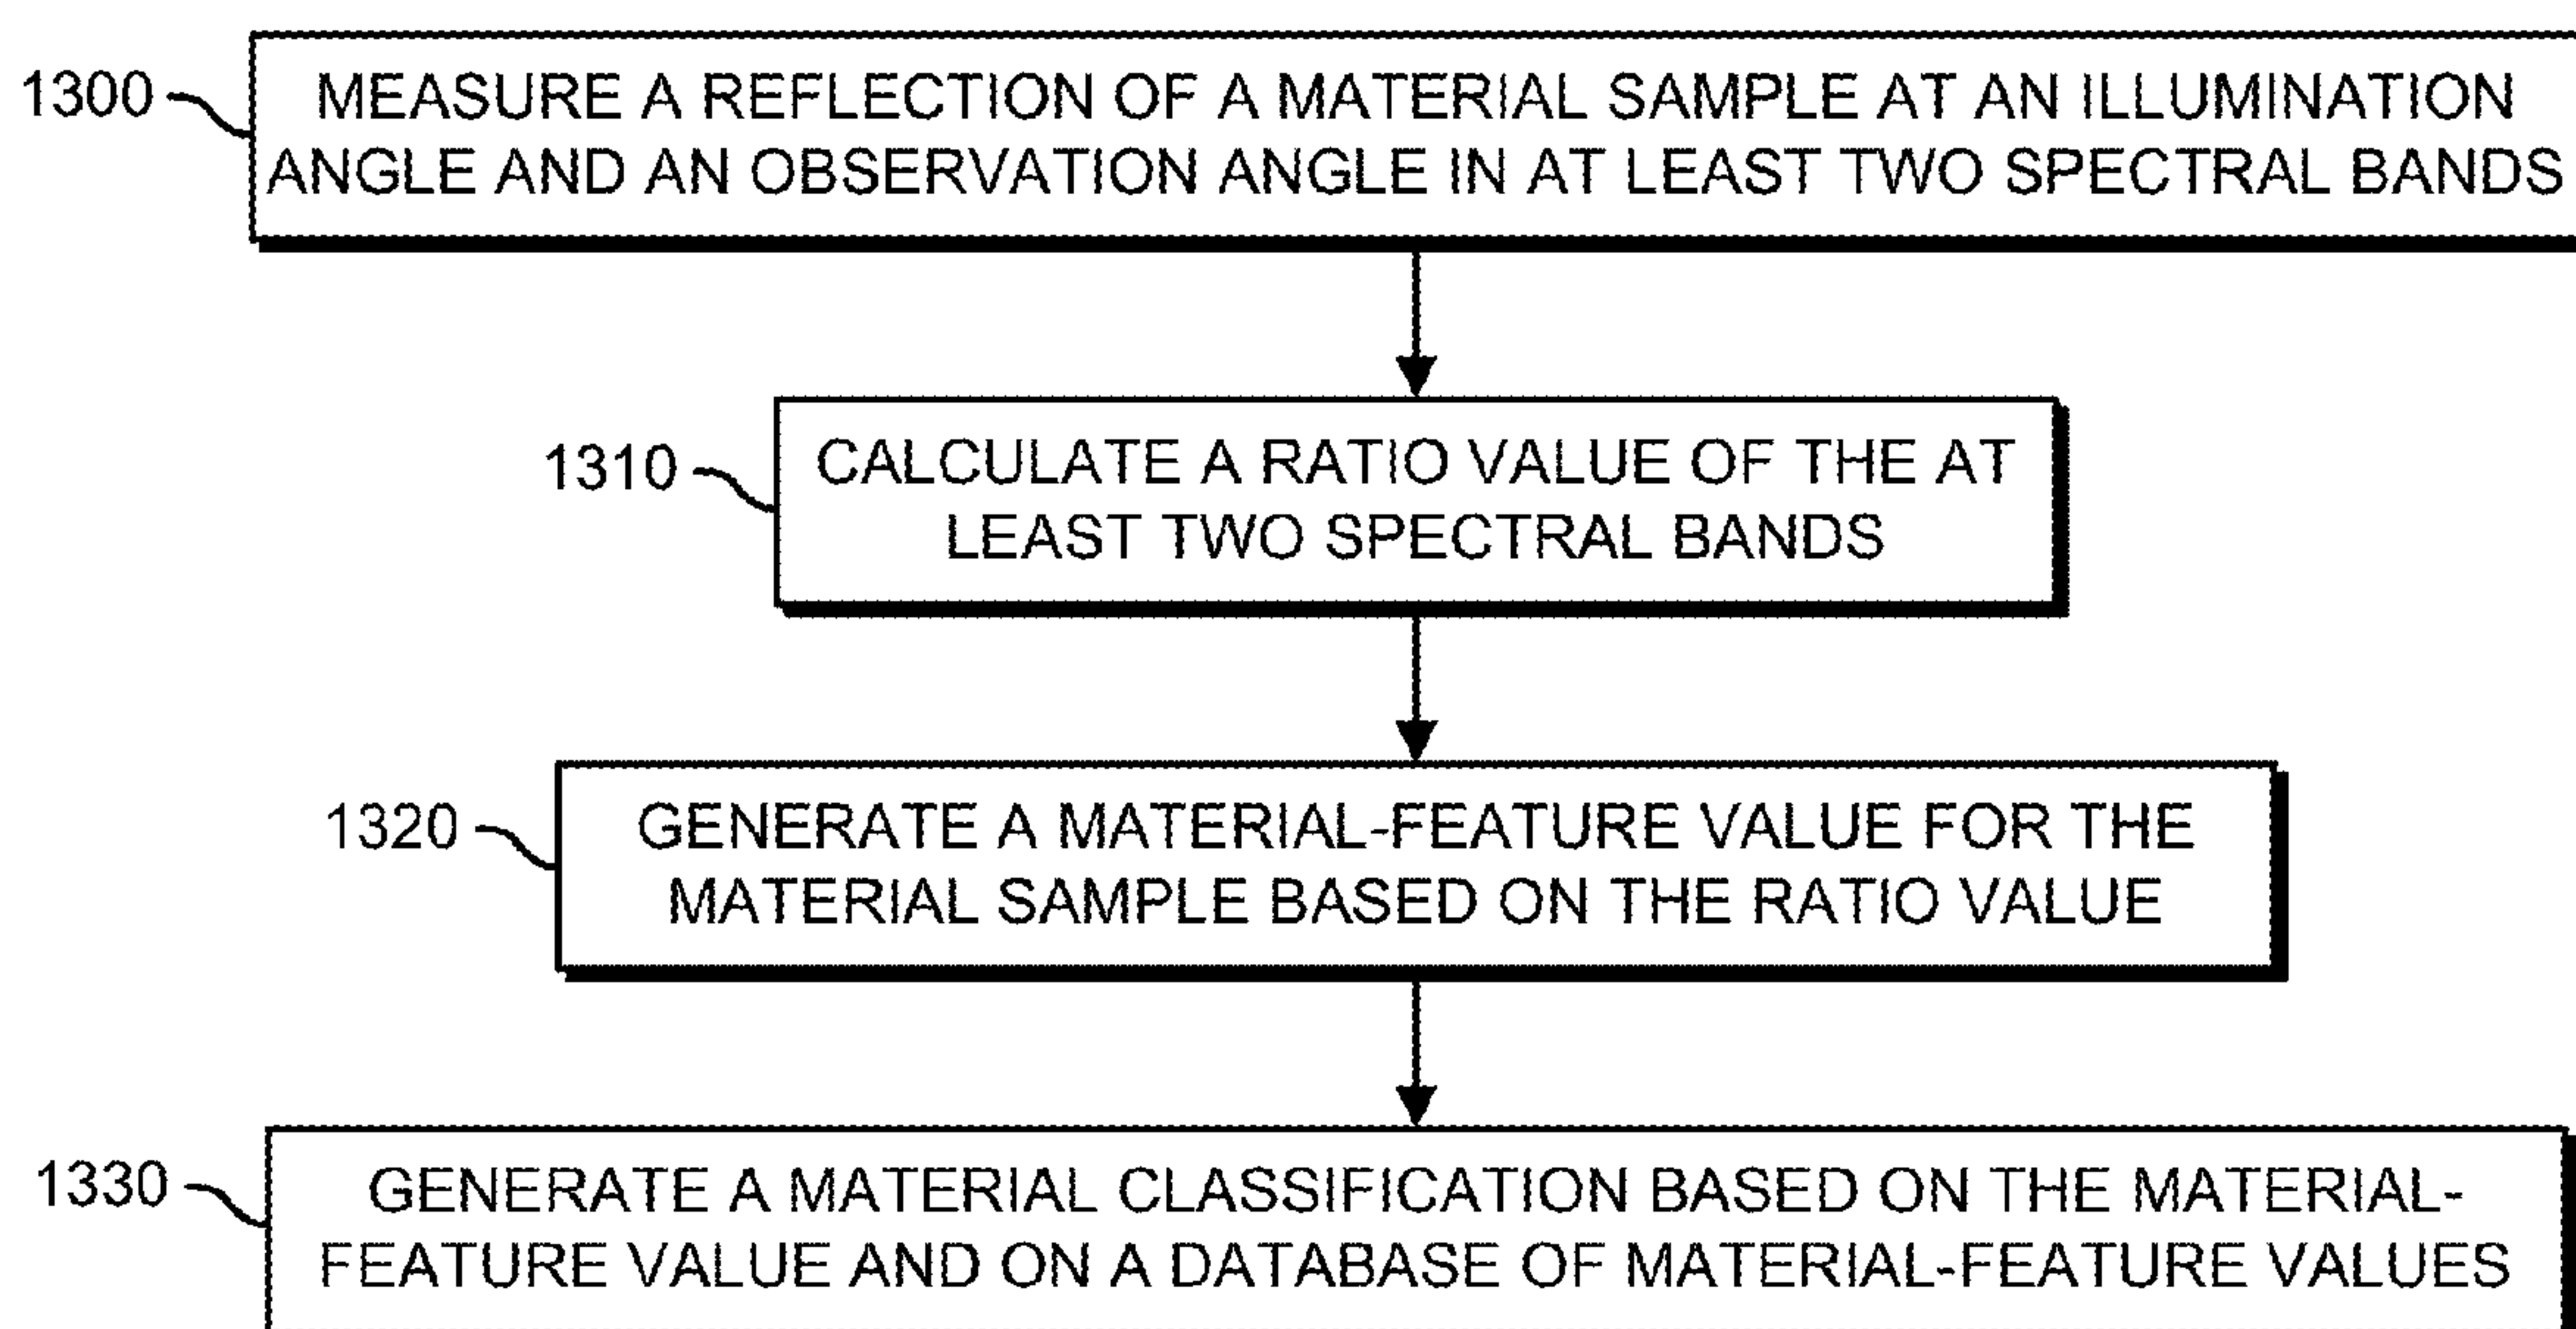 1300
MEASURE A REFLECTION OF A MATERIAL SAMPLE AT AN ILLUMINATION
ANGLE AND AN OBSERVATION ANGLE IN AT LEAST TWO SPECTRAL BANDS
1310
CALCULATE A RATIO VALUE OF THE AT
LEAST TWO SPECTRAL BANDS
1320
GENERATE A MATERIAL-FEATURE VALUE FOR THE
MATERIAL SAMPLE BASED ON THE RATIO VALUE
1330
GENERATE A MATERIAL CLASSIFICATION BASED ON THE MATERIAL-
FEATURE VALUE AND ON A DATABASE OF MATERIAL-FEATURE VALUES